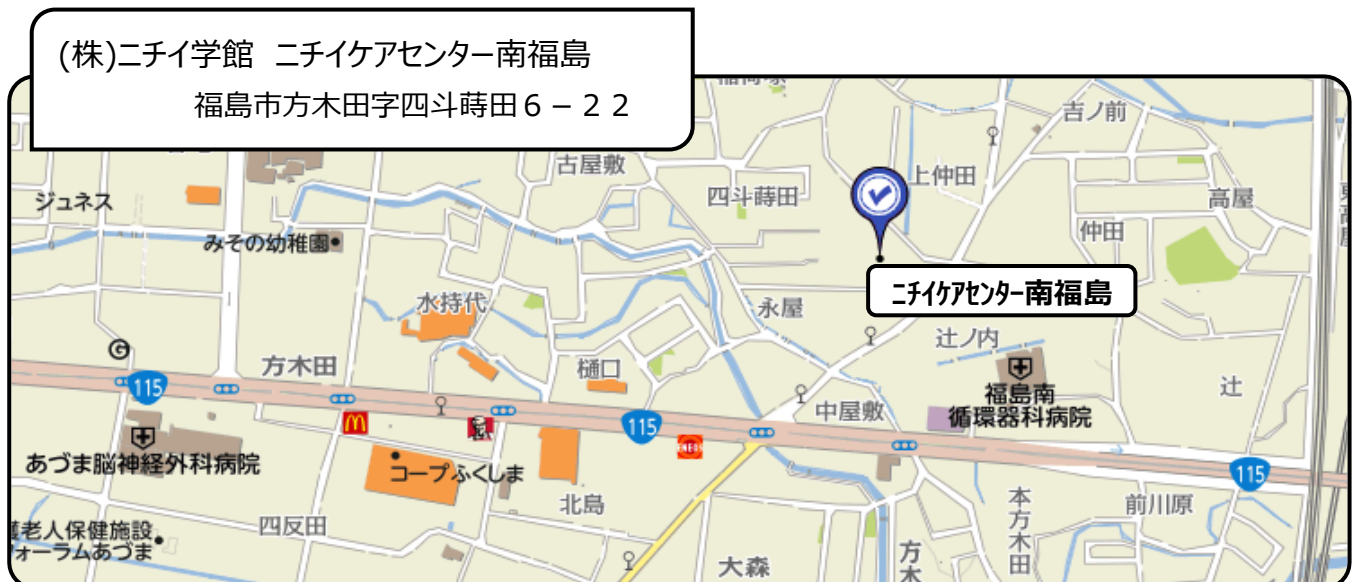 (株)ニチイ学館 ニチイケアセンター南福島
福島市方木田字四斗蒔田6－22
吉ノ前
古屋敷
四斗蒔田
上仲田
高屋
ジュネス
みその幼稚園
仲田
ニチイケアセンター南福島
水持代
永屋
辻ノ内
方木田
樋口
福島南
循環器科病院
辻
115
中屋敷
115
ENEOS
あづま脳神経外科病院
コープふくしま
115
北島
本方木田
前川原
四反田
老人保健施設
ォーラムあづま
大森
方木